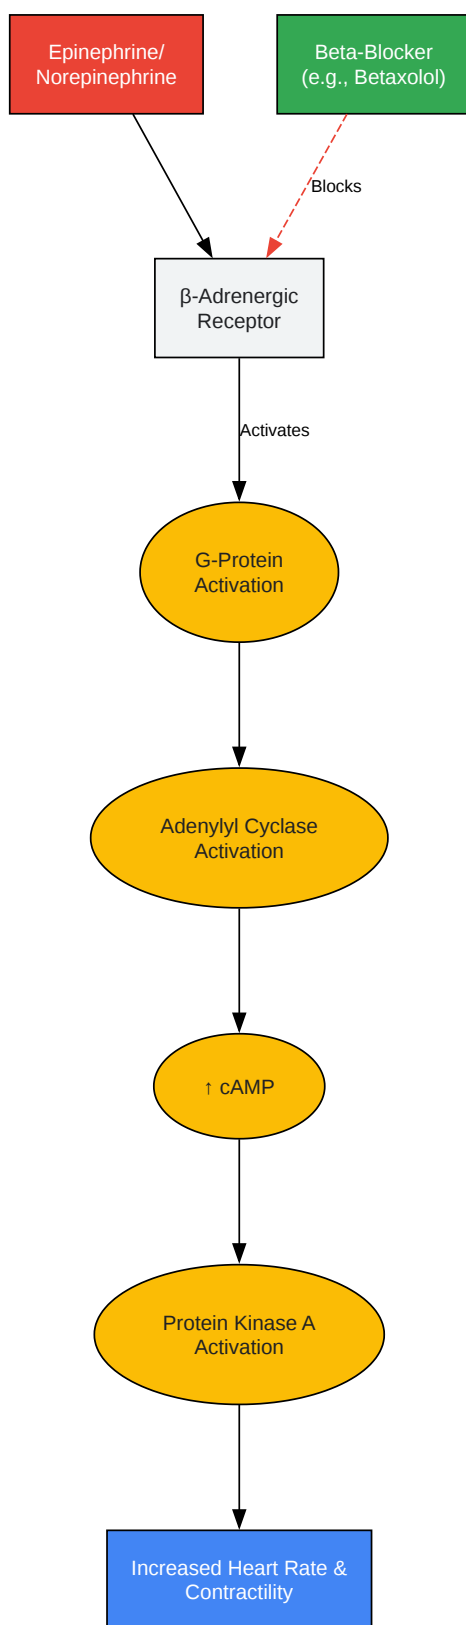 Epinephrine/
Norepinephrine
Beta-Blocker
(e.g., Betaxolol)
Blocks
β-Adrenergic
Receptor
Activates
G-Protein
Activation
Adenylyl Cyclase
Activation
↑ cAMP
Protein Kinase A
Activation
Increased Heart Rate &
Contractility